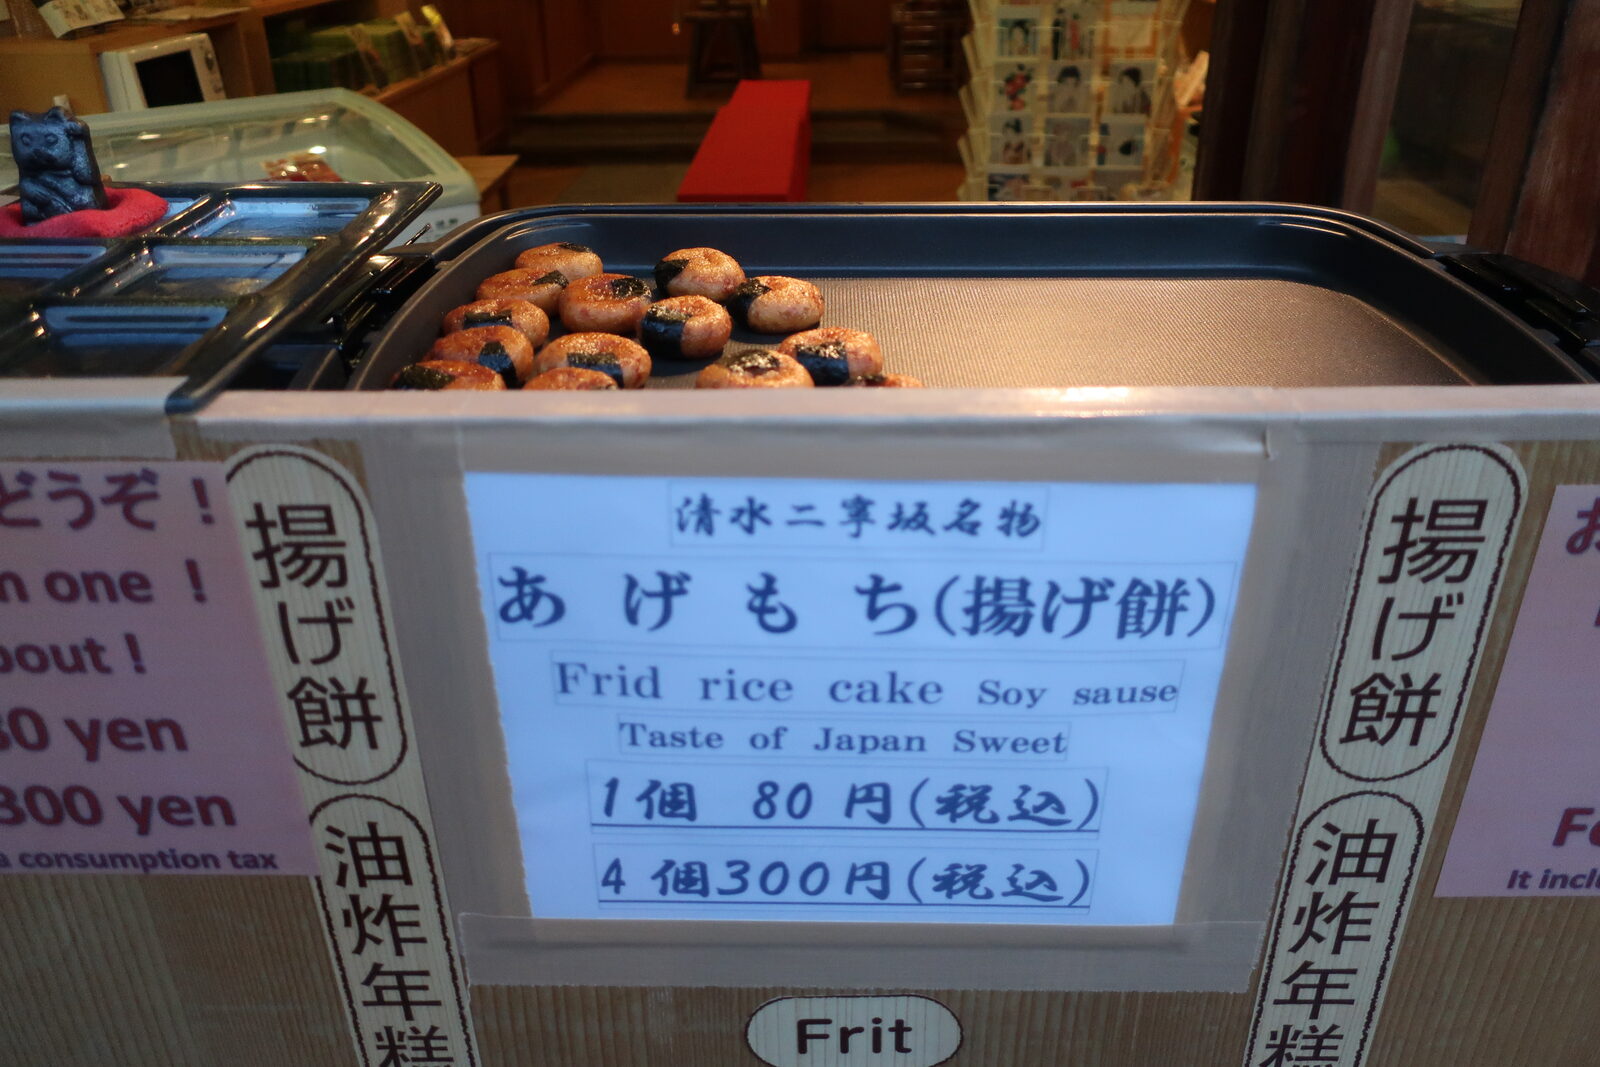 どうぞ！
one！
bout！
yen
300 yen
consumption tax
揚げ餅
油炸年糕
清水二寧坂名物
あげもち(揚げ餅)
Frid rice cake Soy sause
Taste of Japan Sweet
1個 80円(税込)
4個300円(税込)
Frit
揚げ餅
油炸年糕
お
It incl